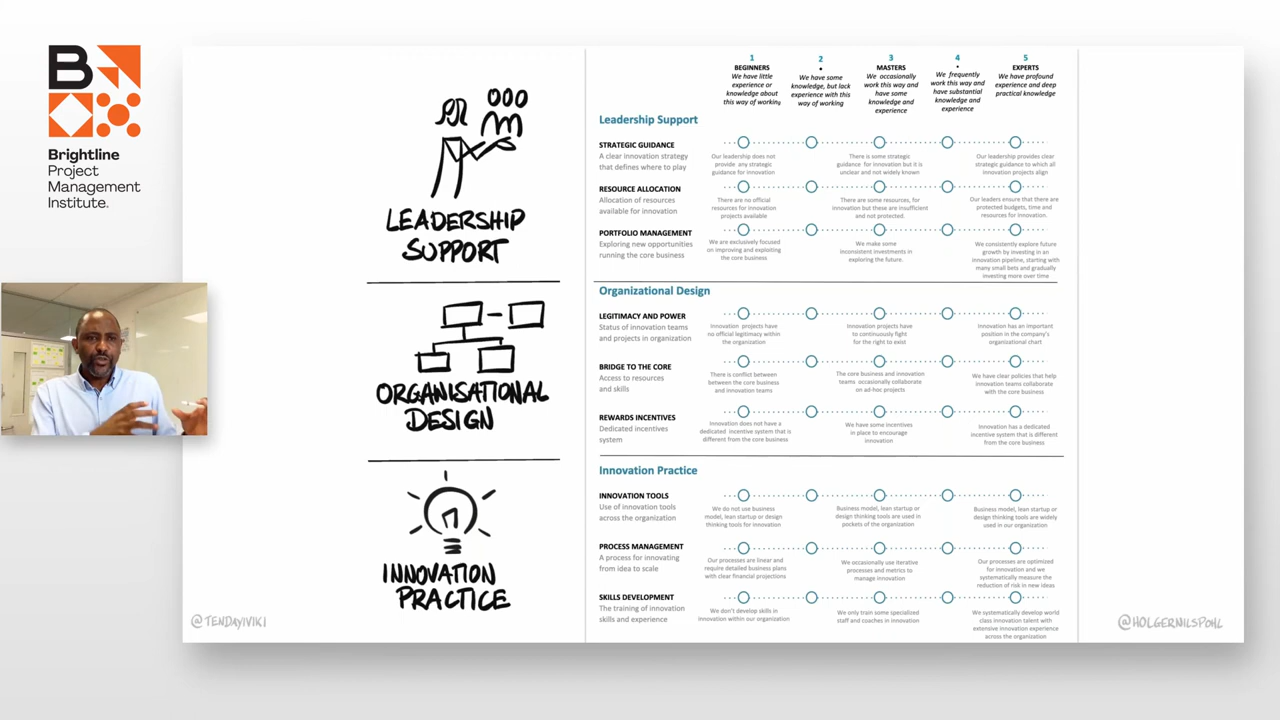 B
Brightline
Project
Management
Institute.
LEADERSHIP
SUPPORT
ORGANISATIONAL
DESIGN
INNOVATION
PRACTICE
@TENDAYIVIKI
1
BEGINNERS
We have little
experience or
knowledge about
this way of working
2
•
We have some
knowledge, but lack
experience with this
way of working
3
MASTERS
We occasionally
work this way and
have some
knowledge and
experience
4
•
We frequently
work this way and
have substantial
knowledge and
experience
5
EXPERTS
We have profound
experience and deep
practical knowledge
Leadership Support
STRATEGIC GUIDANCE
A clear innovation strategy
that defines where to play
Our leadership does not
provide any strategic
guidance for innovation
There is some strategic
guidance for innovation but it is
unclear and not widely known
Our leadership provides clear
strategic guidance to which all
innovation projects align
RESOURCE ALLOCATION
Allocation of resources
available for innovation
There are no official
resources for innovation
projects available
There are some resources, for
innovation but these are insufficient
and not protected.
Our leaders ensure that there are
protected budgets, time and
resources for innovation.
PORTFOLIO MANAGEMENT
Exploring new opportunities
running the core business
We are exclusively focused
on improving and exploiting
the core business
We make some
inconsistent investments in
exploring the future.
We consistently explore future
growth by investing in an
innovation pipeline, starting with
many small bets and gradually
investing more over time
Organizational Design
LEGITIMACY AND POWER
Status of innovation teams
and projects in organization
Innovation projects have
no official legitimacy within
the organization
Innovation projects have
to continuously fight
for the right to exist
Innovation has an important
position in the company's
organizational chart
BRIDGE TO THE CORE
Access to resources
and skills
There is conflict between
between the core business
and innovation teams
The core business and innovation
teams occasionally collaborate
on ad-hoc projects
We have clear policies that help
innovation teams collaborate
with the core business
REWARDS INCENTIVES
Dedicated incentives
system
Innovation does not have a
dedicated incentive system that is
different from the core business
We have some incentives
in place to encourage
innovation
Innovation has a dedicated
incentive system that is different
from the core business
Innovation Practice
INNOVATION TOOLS
Use of innovation tools
across the organization
We do not use business
model, lean startup or design
thinking tools for innovation
Business model, lean startup or
design thinking tools are used in
pockets of the organization
Business model, lean startup or
design thinking tools are widely
used in our organization
PROCESS MANAGEMENT
A process for innovating
from idea to scale
Our processes are linear and
require detailed business plans
with clear financial projections
We occasionally use iterative
processes and metrics to
manage innovation
Our processes are optimized
for innovation and we
systematically measure the
reduction of risk in new ideas
SKILLS DEVELOPMENT
The training of innovation
skills and experience
We don't develop skills in
innovation within our organization
We only train some specialized
staff and coaches in innovation
We systematically develop world
class innovation talent with
extensive innovation experience
across the organization
@HOLGERNILSPOHL